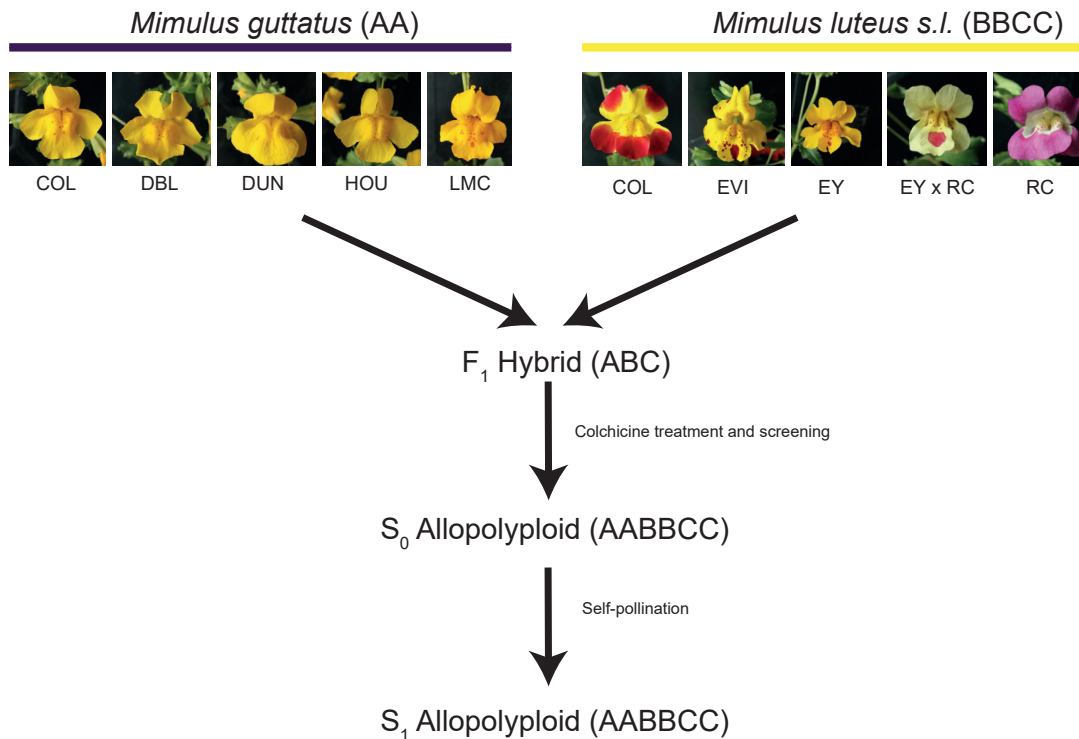 Mimulus guttatus (AA)
Mimulus luteus s.l. (BBCC)
COL
DBL
DUN
HOU
LMC
COL
EVI
EY
EY x RC
RC
F1 Hybrid (ABC)
Colchicine treatment and screening
S0 Allopolyploid (AABBCC)
Self-pollination
S1 Allopolyploid (AABBCC)